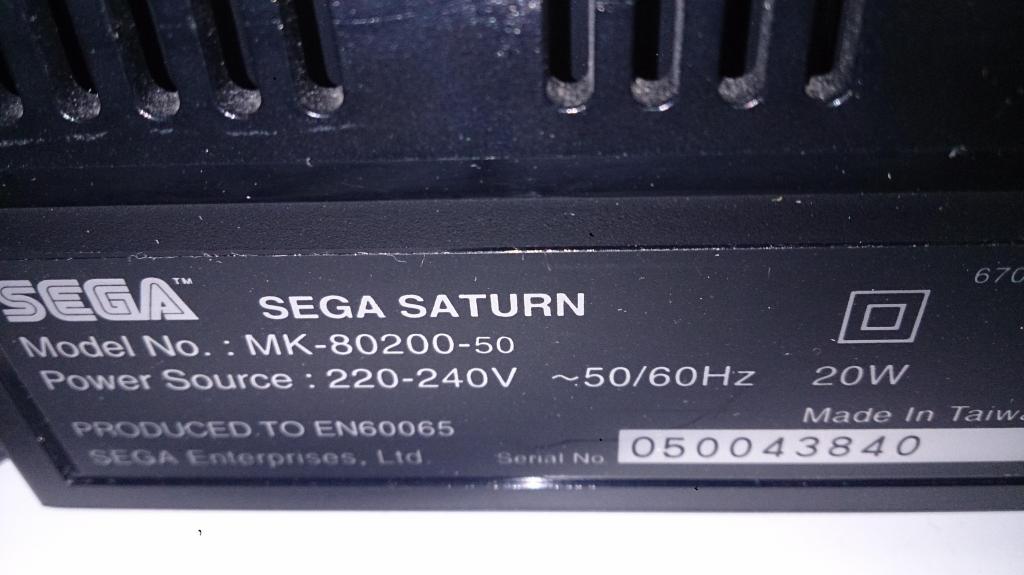 SEGA™ SEGA SATURN 670
Model No. : MK-80200-50
Power Source : 220-240V ~50/60Hz 20W
Made In Taiwa
PRODUCED TO EN60065
SEGA Enterprises, Ltd. Serial No. 050043840